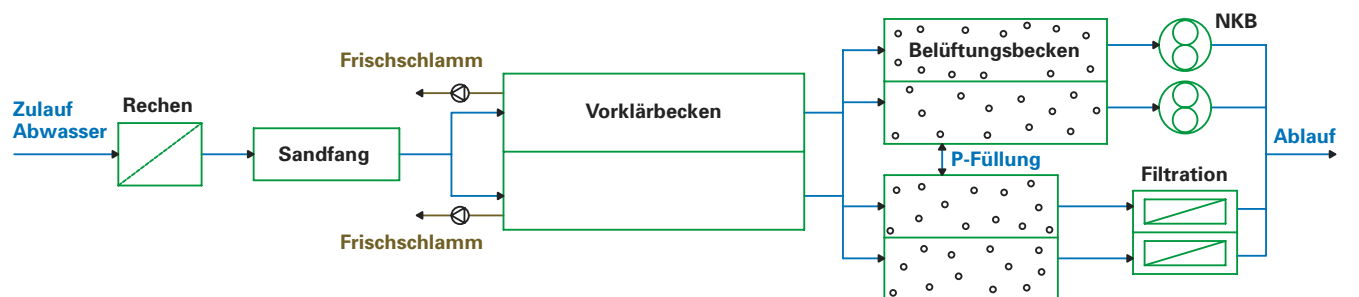 NKB
Belüftungsbecken
Frischschlamm
Rechen
Zulauf
Abwasser
Vorklärbecken
Sandfang
Ablauf
P-Füllung
Filtration
Frischschlamm